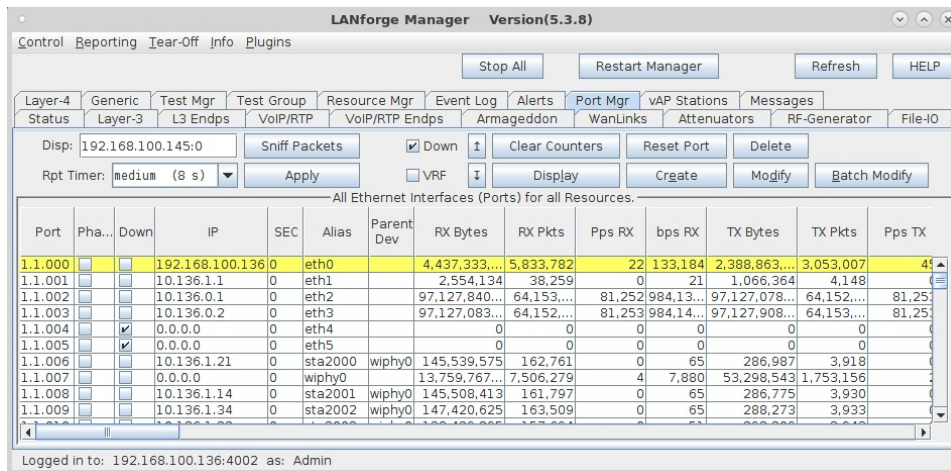 LANforge Manager Version(5.3.8)
Control Reporting Tear-Off Info Plugins
Stop All Restart Manager Refresh HELP
Layer-4 Generic Test Mgr Test Group Resource Mgr Event Log Alerts Port Mgr vAP Stations Messages
Status Layer-3 L3 Endps VoIP/RTP VoIP/RTP Endps Armageddon WanLinks Attenuators RF-Generator File-IO
Disp: 192.168.100.145:0 Sniff Packets Down Clear Counters Reset Port Delete
Rpt Timer: medium (8 s) Apply VRF Display Create Modify Batch Modify
All Ethernet Interfaces (Ports) for all Resources.
Port Pha... Down IP SEC Alias Parent Dev RX Bytes RX Pkts Pps RX bps RX TX Bytes TX Pkts Pps TX
1.1.000 192.168.100.136 0 eth0 4,437,333,... 5,833,782 22 133,184 2,388,863,... 3,053,007
1.1.001 10.136.1.1 0 eth1 2,554,134 38,259 0 21 1,066,364 4,148
1.1.002 10.136.0.1 0 eth2 97,127,840... 64,153,... 81,252 984,13... 97,127,078... 64,152,...
1.1.003 10.136.0.2 0 eth3 97,127,083... 64,152,... 81,253 984,14... 97,127,908... 64,153,...
1.1.004 0.0.0.0 0 eth4 0 0 0 0 0 0
1.1.005 0.0.0.0 0 eth5 0 0 0 0 0 0
1.1.006 10.136.1.21 0 sta2000 wiphy0 145,539,575 162,761 0 65 286,987 3,918
1.1.007 0.0.0.0 0 wiphy0 13,759,767... 7,506,279 4 7,880 53,298,543 1,753,156
1.1.008 10.136.1.14 0 sta2001 wiphy0 145,508,413 161,797 0 65 286,775 3,930
1.1.009 10.136.1.34 0 sta2002 wiphy0 147,420,625 163,509 0 65 288,273 3,933
Logged in to: 192.168.100.136:4002 as: Admin